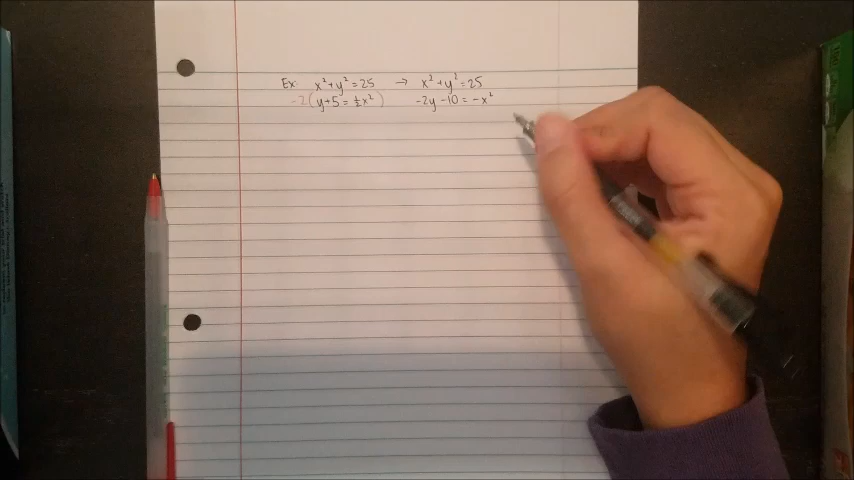 Ex: x²+y²=25 → x²+y²=25
-2(y+5=½x²) -2y-10=-x²